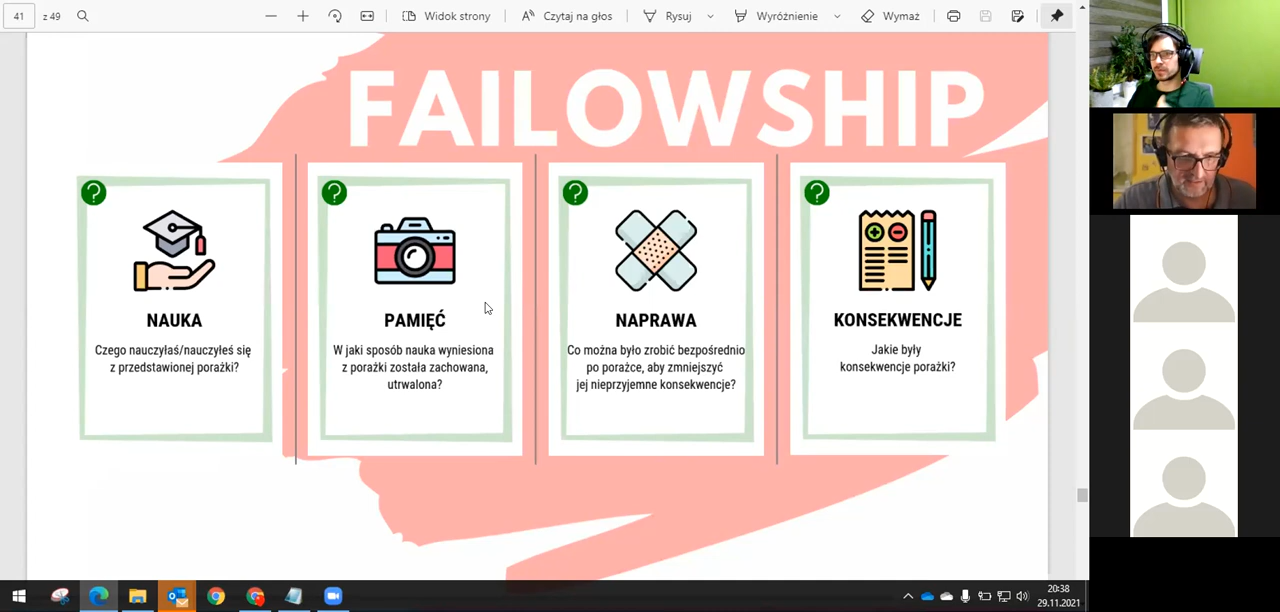 41
z 49
Widok strony
Czytaj na głos
Rysuj
Wyróżnienie
Wymaż
FAILOWSHIP
?
NAUKA
Czego nauczyłaś/nauczyłeś się
z przedstawionej porażki?
?
PAMIĘĆ
W jaki sposób nauka wyniesiona
z porażki została zachowana,
utrwalona?
?
NAPRAWA
Co można było zrobić bezpośrednio
po porażce, aby zmniejszyć
jej nieprzyjemne konsekwencje?
?
KONSEKWENCJE
Jakie były
konsekwencje porażki?
20:38
29.11.2021